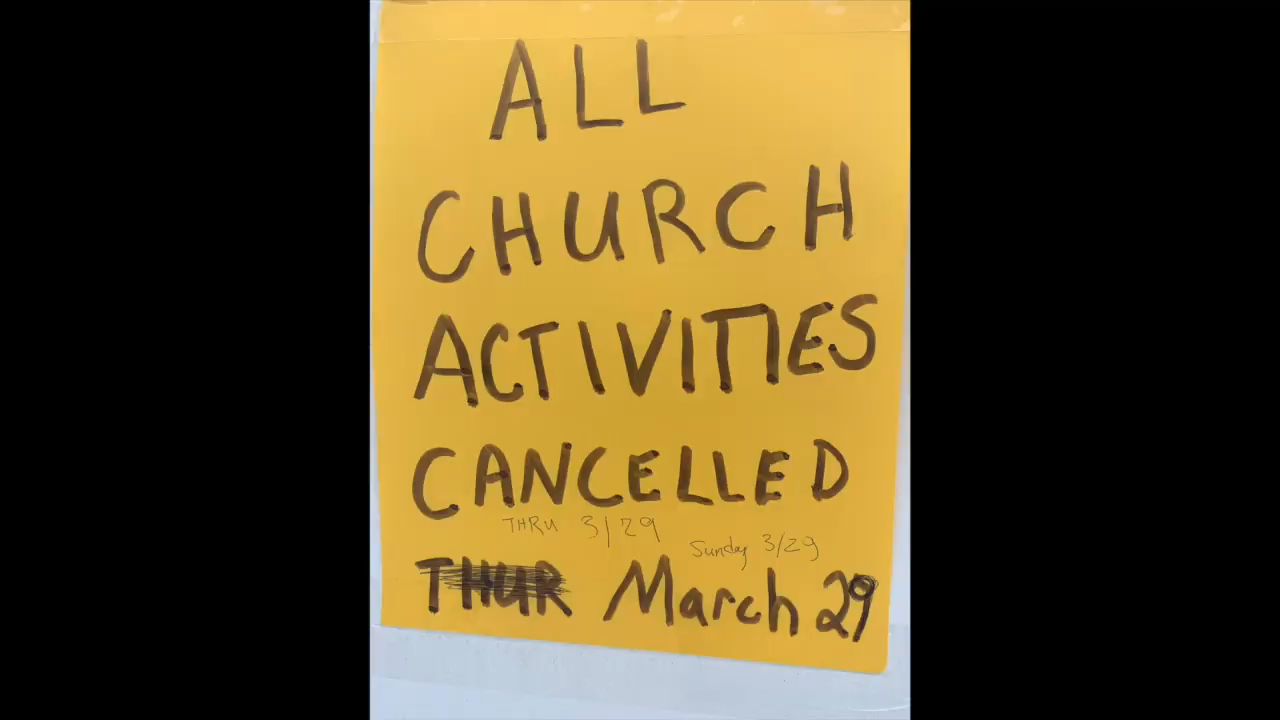 ALL
CHURCH
ACTIVITIES
CANCELLED
THRU 3/29
Sunday 3/29
THUR March 29